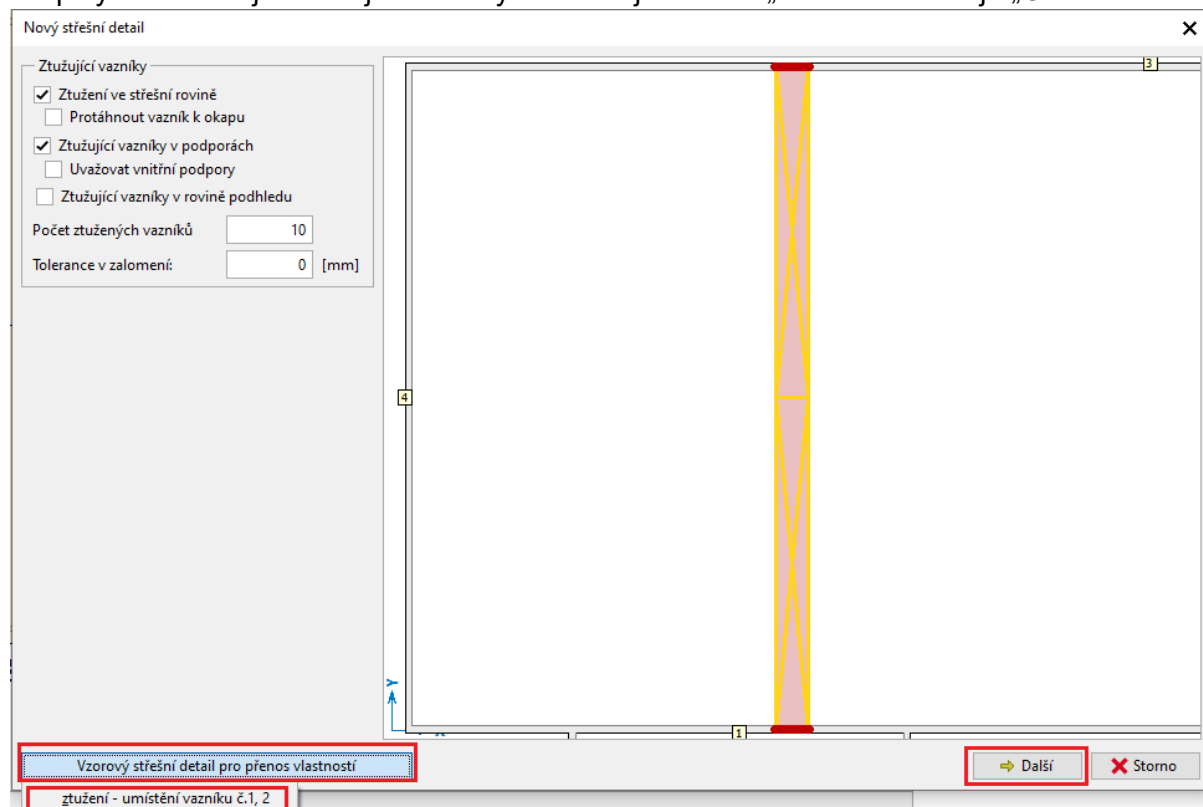 Nový střešní detail
Ztužující vazníky
Ztužení ve střešní rovině
Protáhnout vazník k okapu
Ztužující vazníky v podporách
Uvažovat vnitřní podpory
Ztužující vazníky v rovině podhledu
Počet ztužených vazníků 10
Tolerance v zalomení: 0 [mm]
3
4
Y
1
Vzorový střešní detail pro přenos vlastností
Další
Storno
ztužení - umístění vazníku č.1, 2